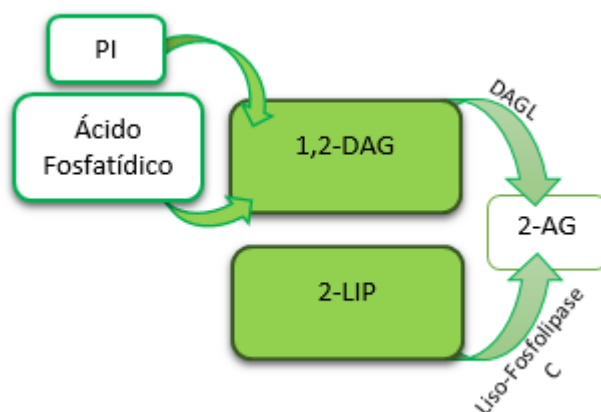 PI
Ácido
Fosfatídico
1,2-DAG
DAGL
2-AG
2-LIP
Liso-Fosfolipase
C